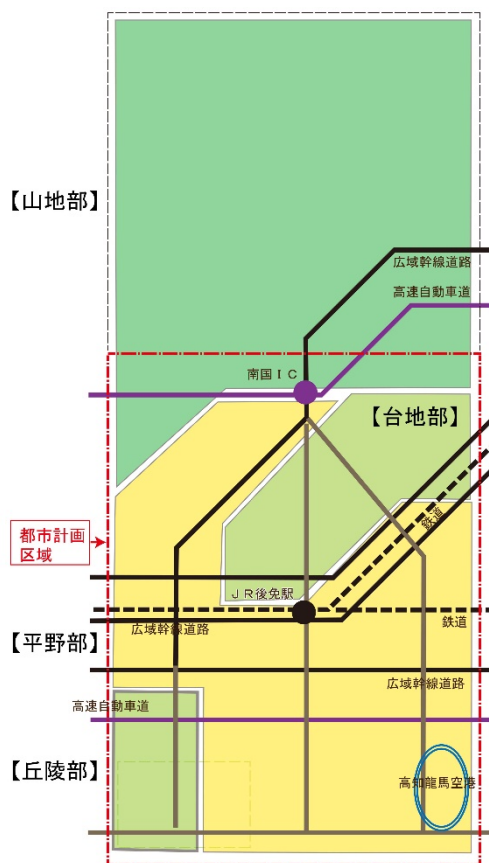 【山地部】
広域幹線道路
高速自動車道
南国ＩＣ
【台地部】
鉄道
都市計画
区域
ＪＲ後免駅
鉄道
広域幹線道路
【平野部】
広域幹線道路
高速自動車道
【丘陵部】
高知龍馬空港